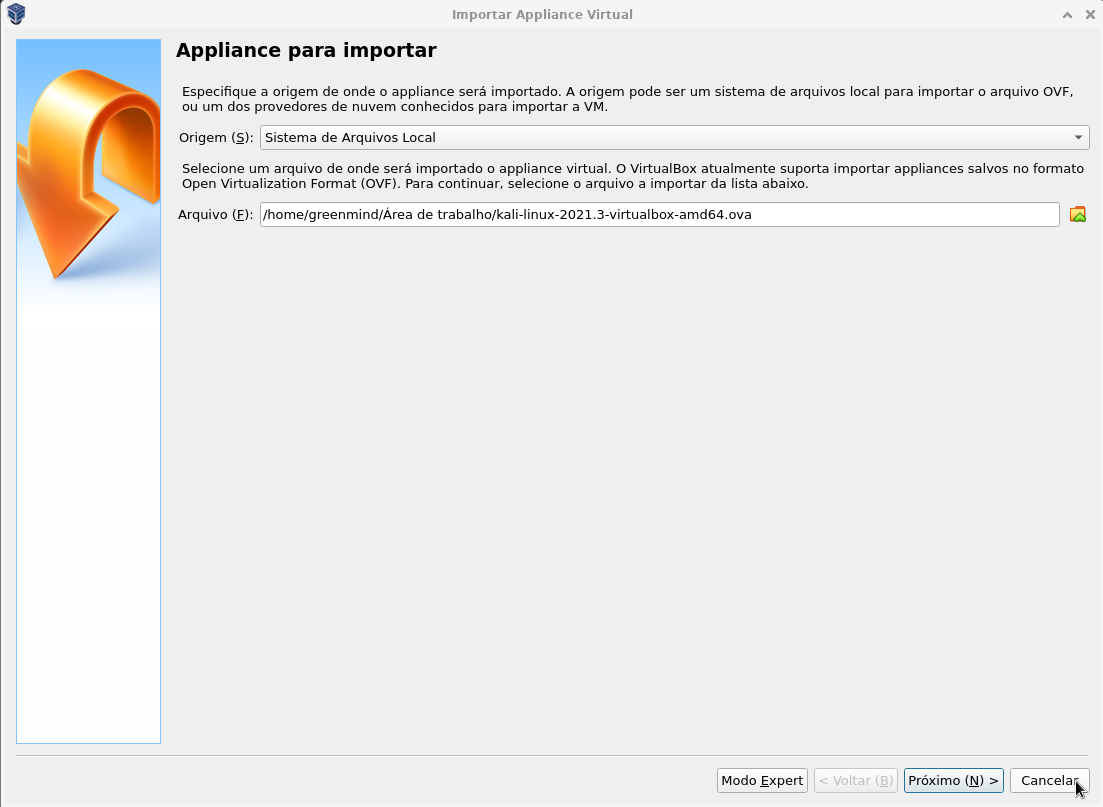 Importar Appliance Virtual
Appliance para importar
Especifique a origem de onde o appliance será importado. A origem pode ser um sistema de arquivos local para importar o arquivo OVF,
ou um dos provedores de nuvem conhecidos para importar a VM.
Origem (S): Sistema de Arquivos Local
Selecione um arquivo de onde será importado o appliance virtual. O VirtualBox atualmente suporta importar appliances salvos no formato
Open Virtualization Format (OVF). Para continuar, selecione o arquivo a importar da lista abaixo.
Arquivo (F): /home/greenmind/Área de trabalho/kali-linux-2021.3-virtualbox-amd64.ova
Modo Expert < Voltar (B) Próximo (N) > Cancelar